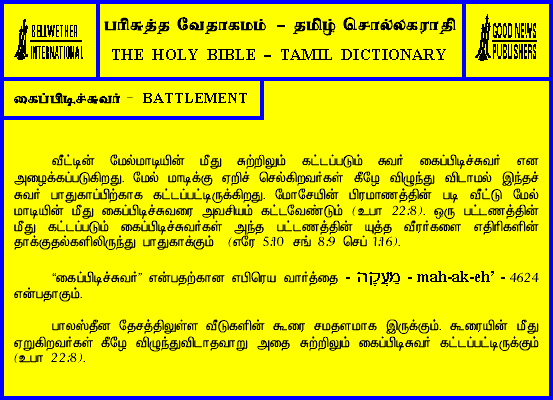 BELLWETHER
INTERNATIONAL
பரிசுத்த வேதாகமம் - தமிழ் சொல்லகராதி
THE HOLY BIBLE - TAMIL DICTIONARY
GOOD NEWS
PUBLISHERS
கைப்பிடிச்சுவர் - BATTLEMENT
வீட்டின் மேல்மாடியின் மீது சுற்றிலும் கட்டப்படும் சுவர் கைப்பிடிச்சுவர் என
அழைக்கப்படுகிறது. மேல் மாடிக்கு ஏறிச் செல்கிறவர்கள் கீழே விழுந்து விடாமல் இந்தச்
சுவர் பாதுகாப்பிற்காக கட்டப்பட்டிருக்கிறது. மோசேயின் பிரமாணத்தின் படி வீட்டு மேல்
மாடியின் மீது கைப்பிடிச்சுவரை அவசியம் கட்டவேண்டும் (உபா 22:8). ஒரு பட்டணத்தின்
மீது கட்டப்படும் கைப்பிடிச்சுவர்கள் அந்த பட்டணத்தின் யுத்த வீரர்களை எதிரிகளின்
தாக்குதல்களிலிருந்து பாதுகாக்கும் (எரே 5:10 சங் 8:9 செப் 1:16).
“கைப்பிடிச்சுவர்” என்பதற்கான எபிரெய வார்த்தை - מַעֲקֶה - mah-ak-eh’ - 4624
என்பதாகும்.
பாலஸ்தீன தேசத்திலுள்ள வீடுகளின் கூரை சமதளமாக இருக்கும். கூரையின் மீது
ஏறுகிறவர்கள் கீழே விழுந்துவிடாதவாறு அதை சுற்றிலும் கைப்பிடிசுவர் கட்டப்பட்டிருக்கும்
(உபா 22:8).